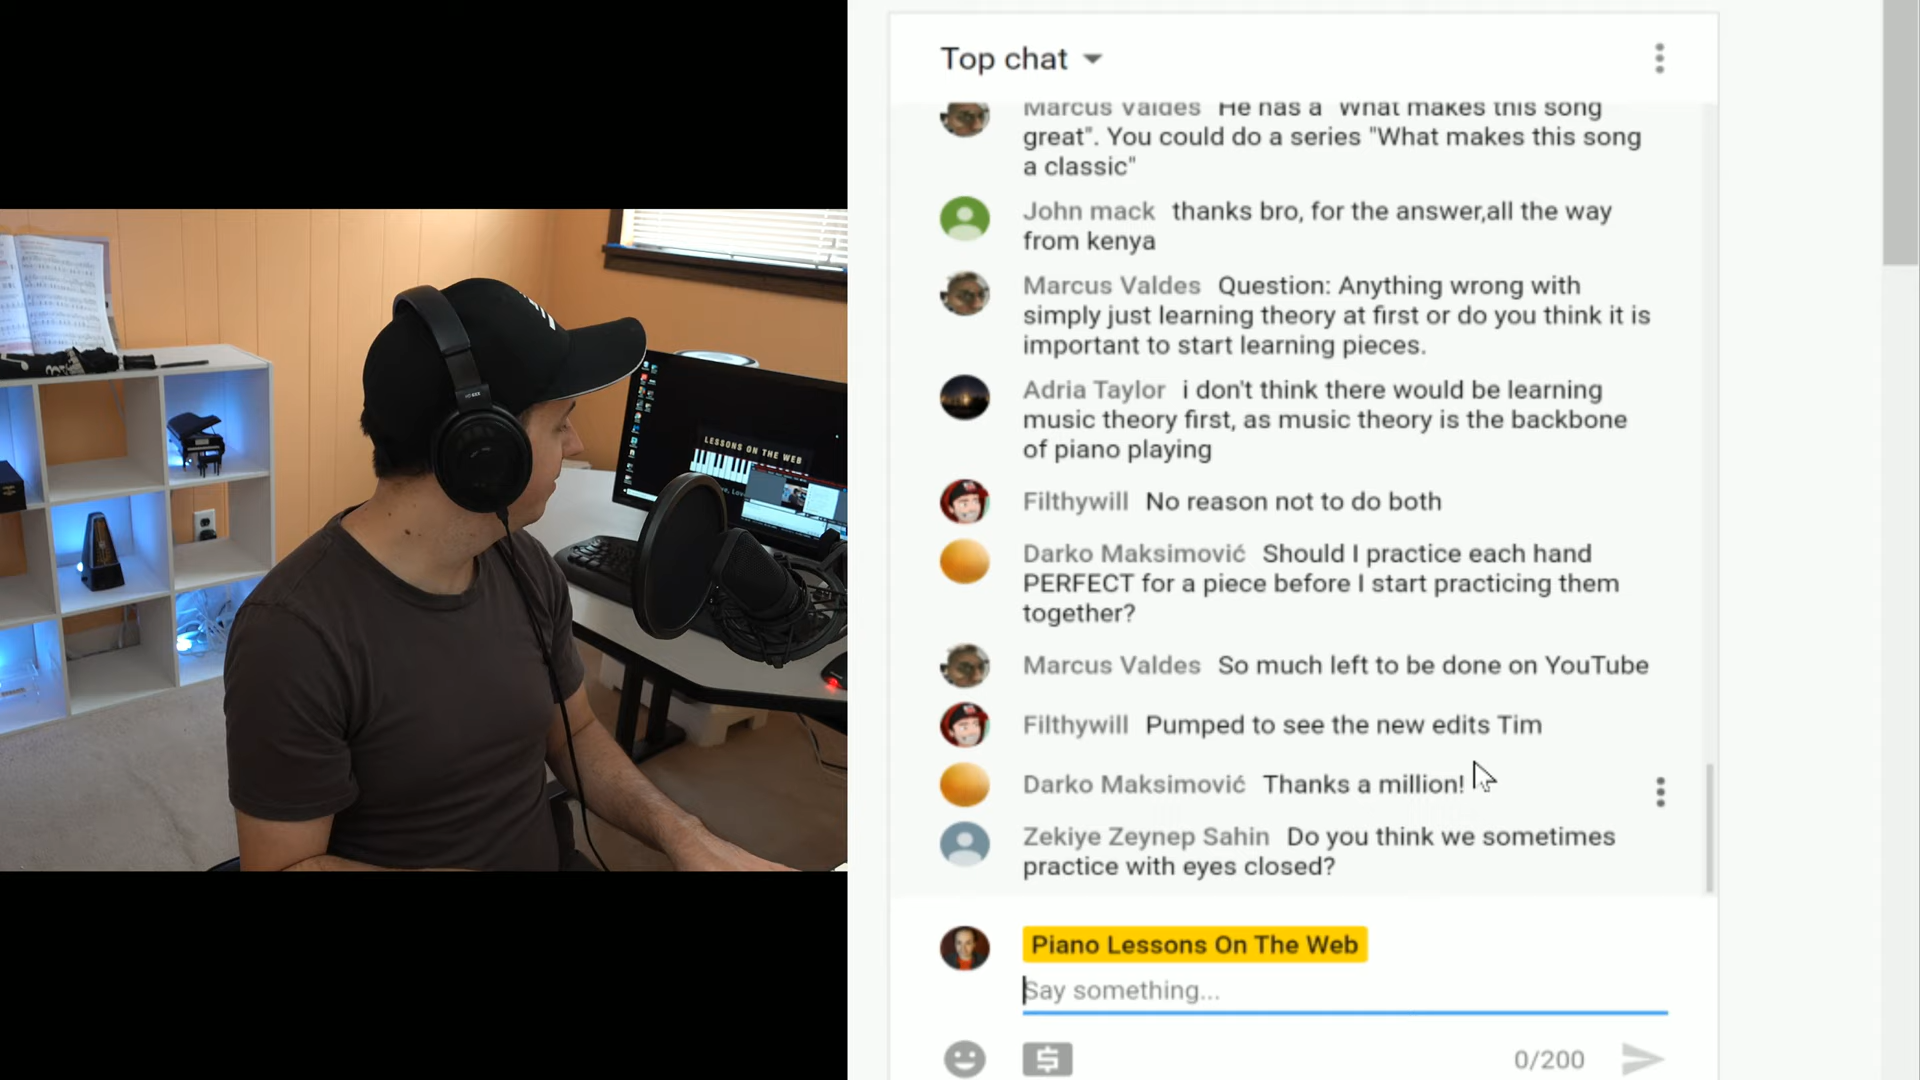 Top chat
Marcus Valdes He has a "What makes this song
great". You could do a series "What makes this song
a classic"
John mack thanks bro, for the answer,all the way
from kenya
Marcus Valdes Question: Anything wrong with
simply just learning theory at first or do you think it is
important to start learning pieces.
Adria Taylor i don't think there would be learning
music theory first, as music theory is the backbone
of piano playing
Filthywill No reason not to do both
Darko Maksimović Should I practice each hand
PERFECT for a piece before I start practicing them
together?
Marcus Valdes So much left to be done on YouTube
Filthywill Pumped to see the new edits Tim
Darko Maksimović Thanks a million!
Zekiye Zeynep Sahin Do you think we sometimes
practice with eyes closed?
Piano Lessons On The Web
Say something...
0/200
LESSONS ON THE WEB